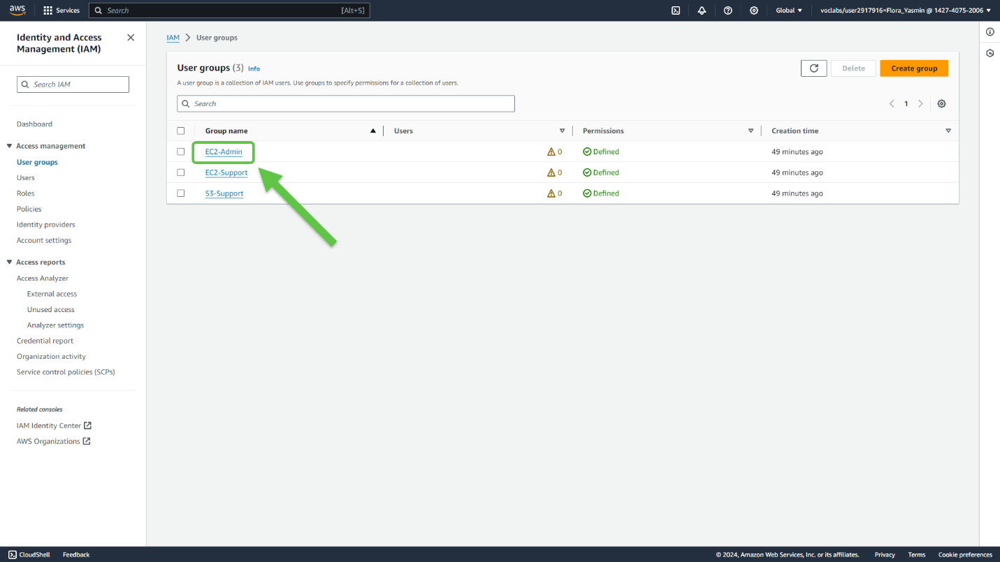 aws
Services
Search
[Alt+S]
Global
voclabs/user2917916=Flora_Yasmin @ 1427-4075-2006
Identity and Access
Management (IAM)
Search IAM
Dashboard
Access management
User groups
Users
Roles
Policies
Identity providers
Account settings
Access reports
Access Analyzer
External access
Unused access
Analyzer settings
Credential report
Organization activity
Service control policies (SCPs)
Related consoles
IAM Identity Center
AWS Organizations
IAM > User groups
User groups (3) Info
A user group is a collection of IAM users. Use groups to specify permissions for a collection of users.
Delete
Create group
Search
1
Group name Users Permissions Creation time
EC2-Admin 0 Defined 49 minutes ago
EC2-Support 0 Defined 49 minutes ago
S3-Support 0 Defined 49 minutes ago
CloudShell Feedback
© 2024, Amazon Web Services, Inc. or its affiliates. Privacy Terms Cookie preferences